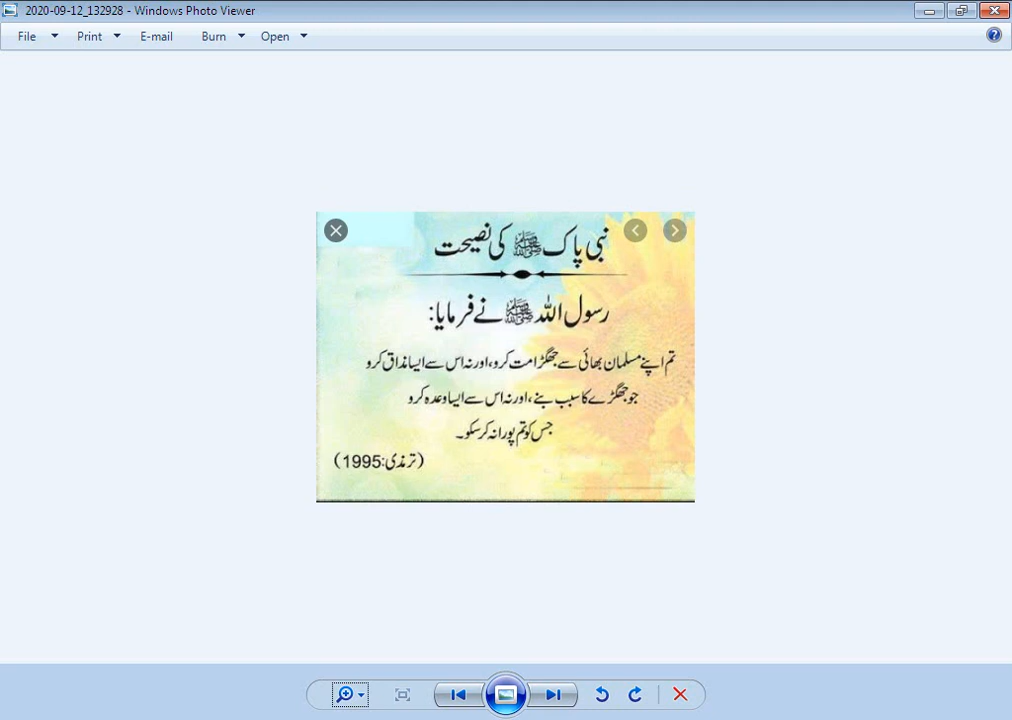 2020-09-12_132928 - Windows Photo Viewer
File Print E-mail Burn Open
نبی پاک ﷺ کی نصیحت
رسول اللہ ﷺ نے فرمایا:
تم اپنے مسلمان بھائی سے جھگڑا مت کرو، اور نہ اس سے ایسا مذاق کرو
جو جھگڑے کا سبب بنے، اور نہ اس سے ایسا وعدہ کرو
جس کو تم پورا نہ کر سکو۔
(ترمذی:1995)